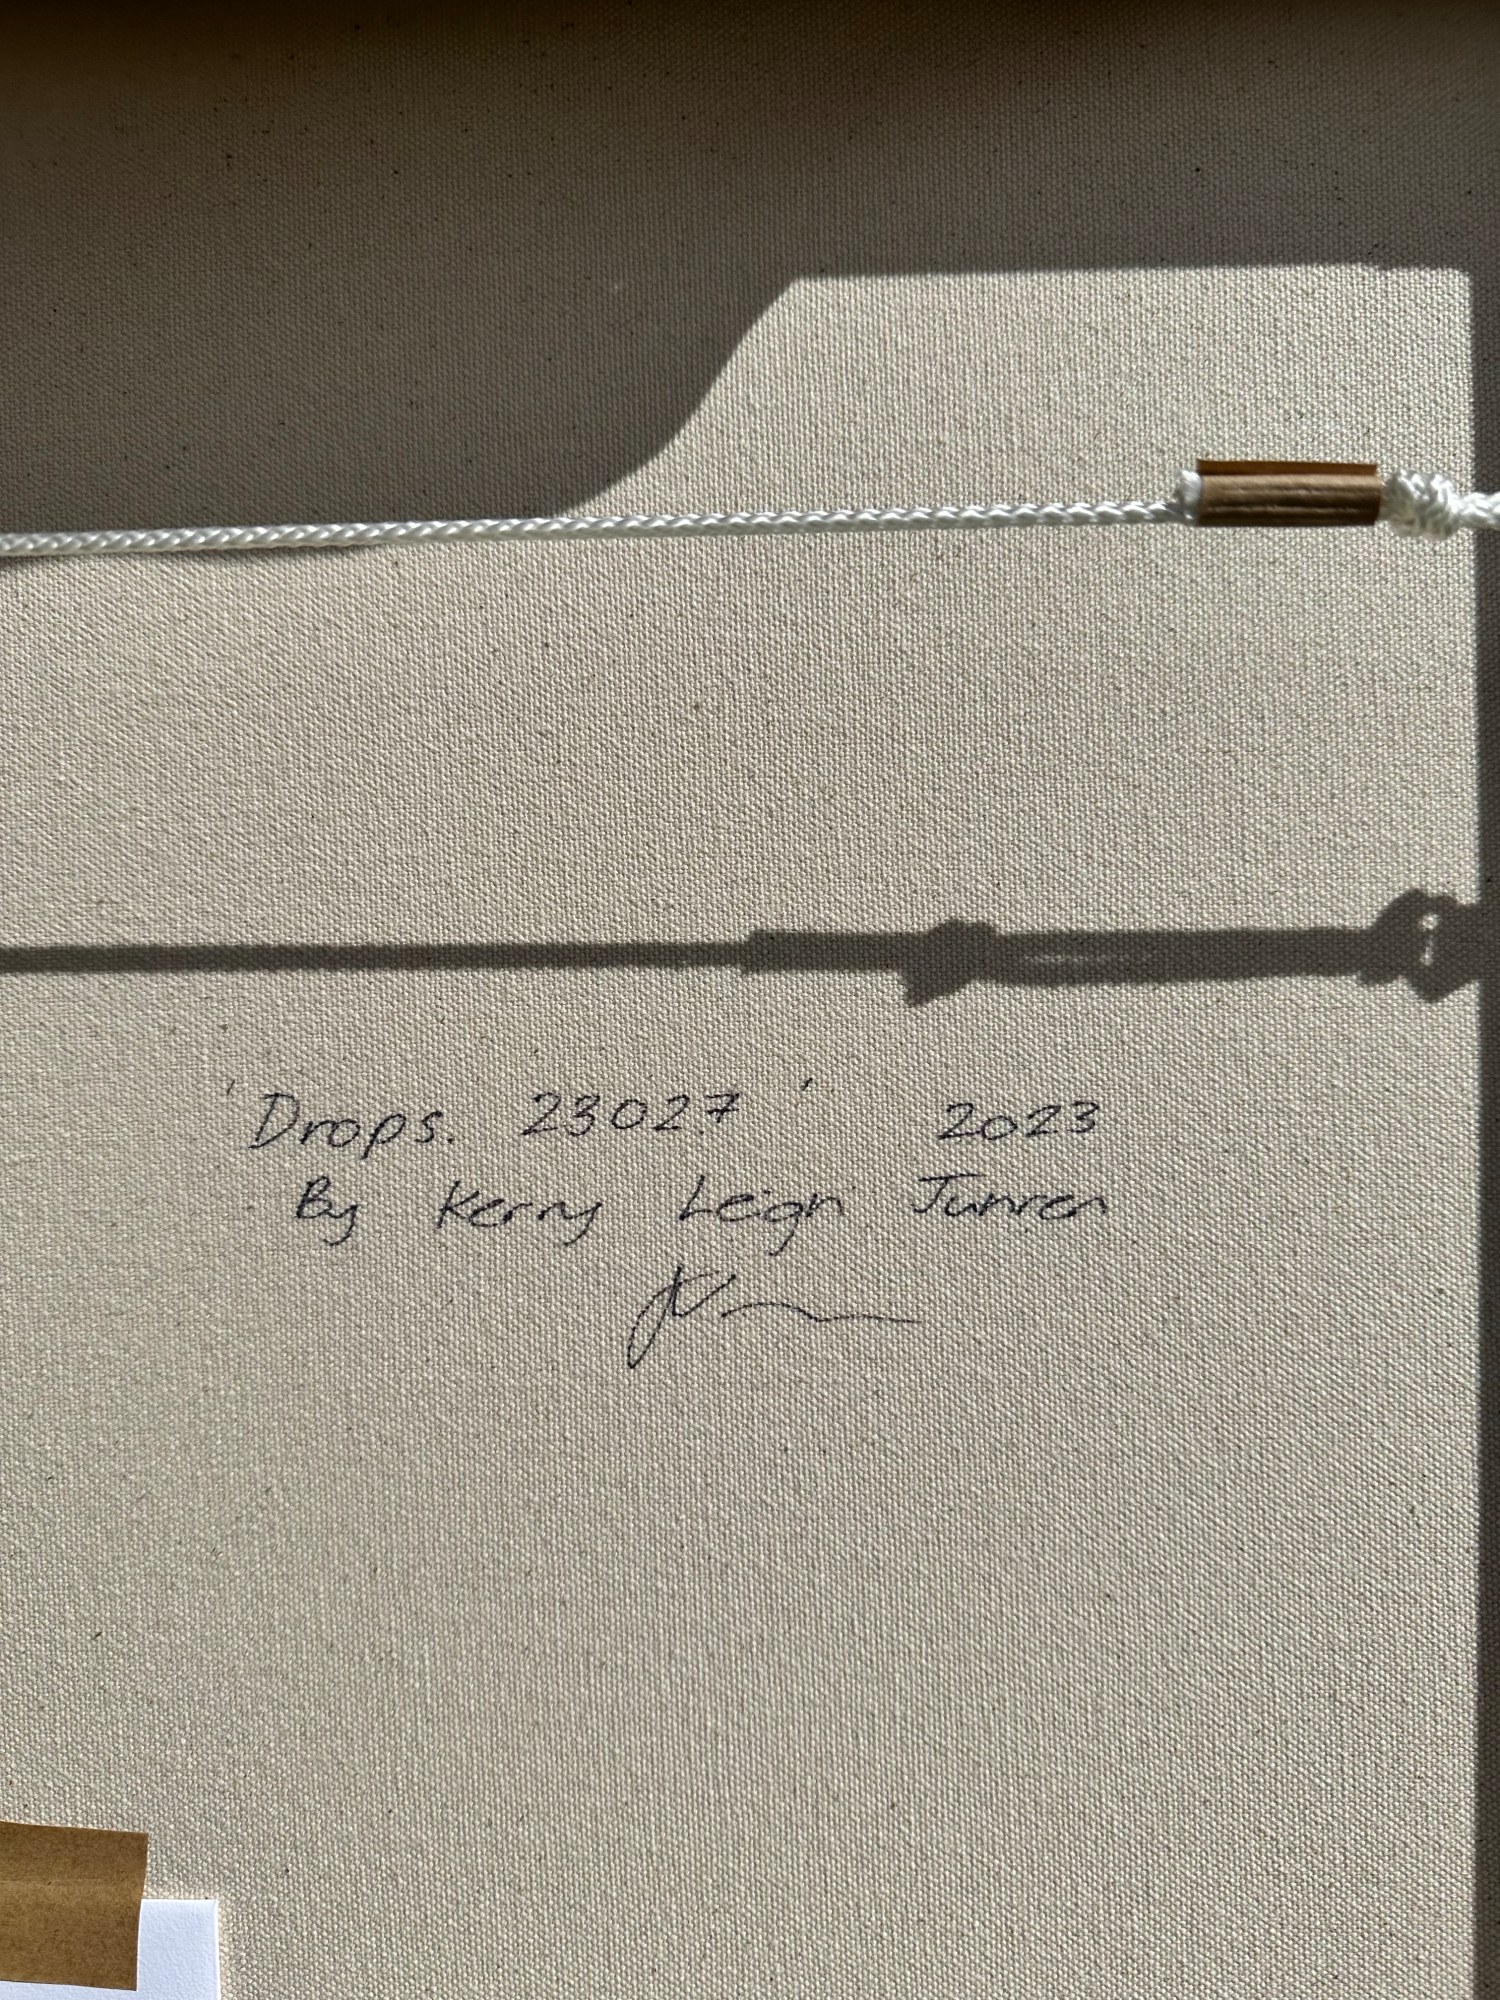 'Drops. 23027' 2023
By Kerry Leigh Junren